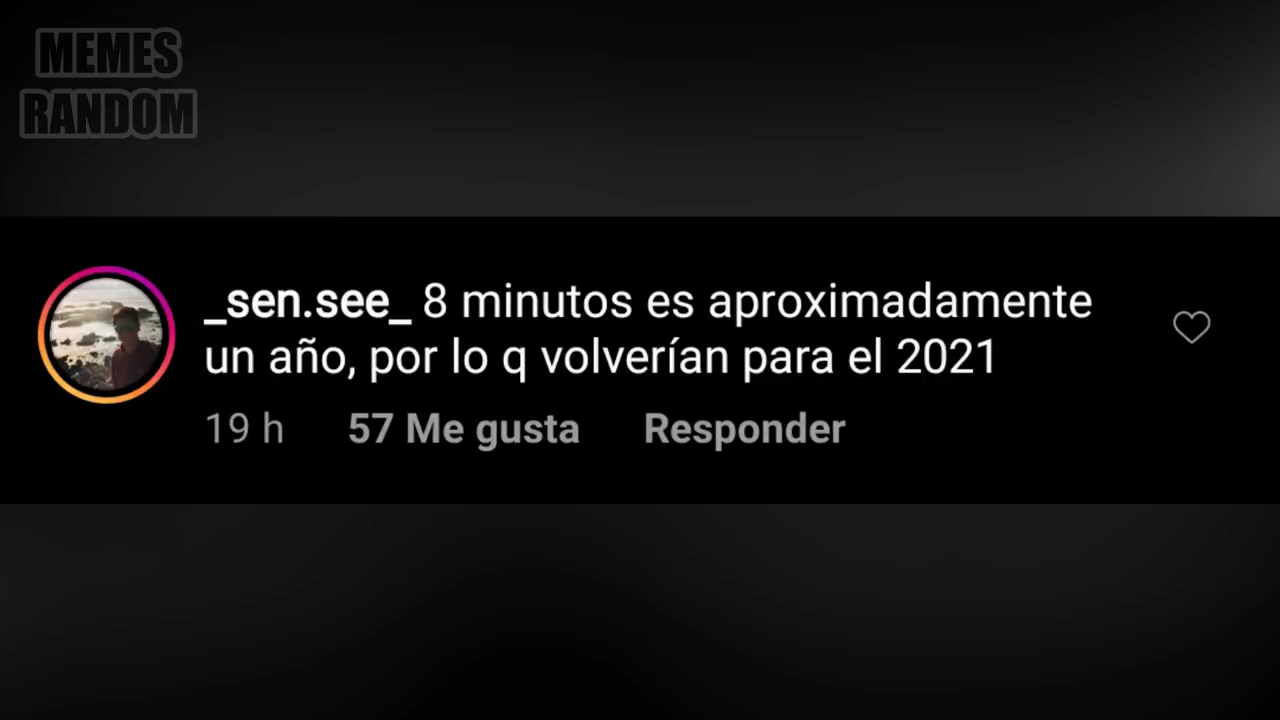 MEMES
RANDOM
_sen.see_ 8 minutos es aproximadamente
un año, por lo q volverían para el 2021
19 h 57 Me gusta Responder